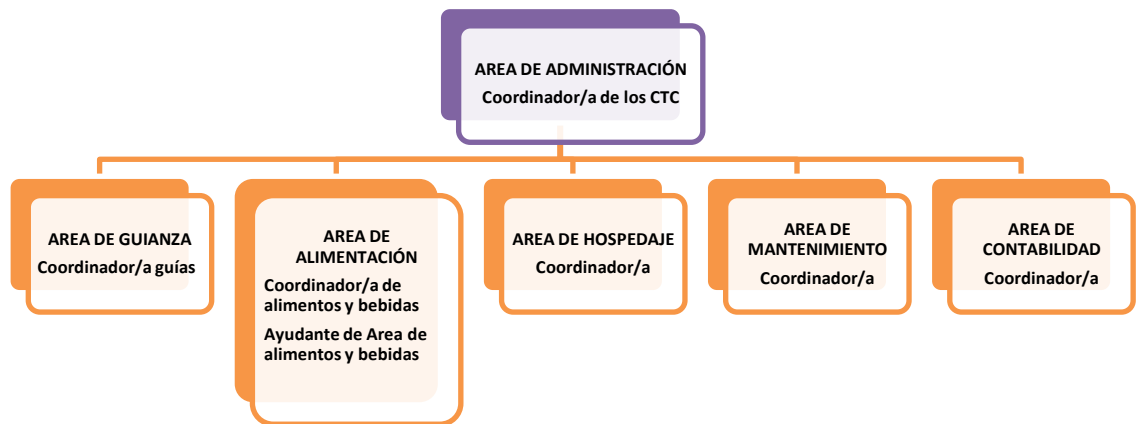 AREA DE ADMINISTRACIÓN
Coordinador/a de los CTC
AREA DE GUIANZA
Coordinador/a guías
AREA DE
ALIMENTACIÓN
Coordinador/a de
alimentos y bebidas
Ayudante de Area de
alimentos y bebidas
AREA DE HOSPEDAJE
Coordinador/a
AREA DE
MANTENIMIENTO
Coordinador/a
AREA DE
CONTABILIDAD
Coordinador/a